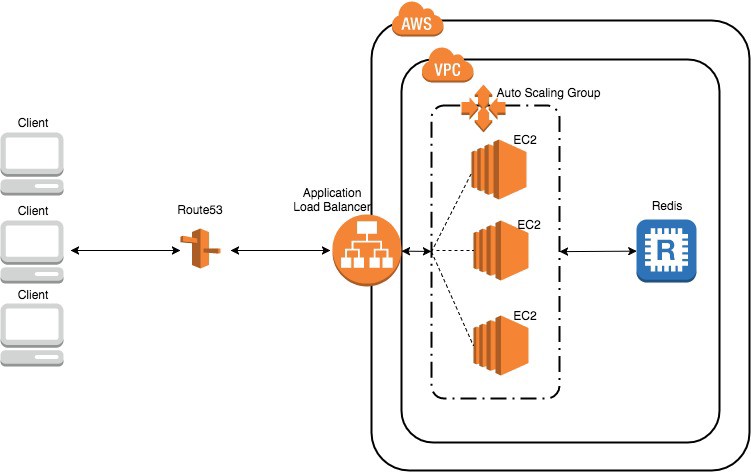 AWS
VPC
Auto Scaling Group
EC2
Client
Application
Load Balancer
Route53
Redis
Client
EC2
Client
EC2
R